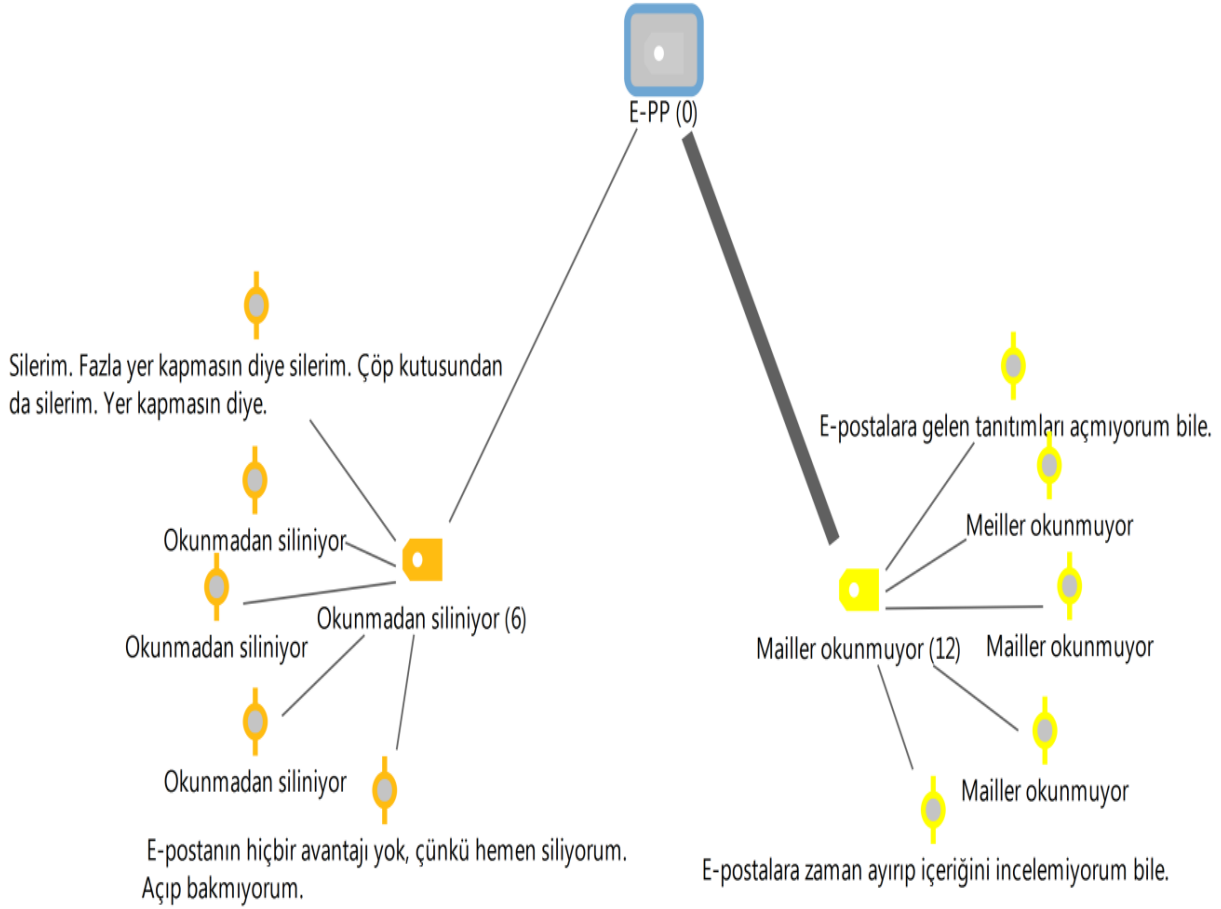 E-PP (0)
Silerim. Fazla yer kapmasın diye silerim. Çöp kutusundan
da silerim. Yer kapmasın diye.
Okunmadan siliniyor
Okunmadan siliniyor
Okunmadan siliniyor (6)
Okunmadan siliniyor
E-postanın hiçbir avantajı yok, çünkü hemen siliyorum.
Açıp bakmıyorum.
E-postalara gelen tanıtımları açmıyorum bile.
Meiller okunmuyor
Mailler okunmuyor (12)
Mailler okunmuyor
Mailler okunmuyor
E-postalara zaman ayırıp içeriğini incelemiyorum bile.